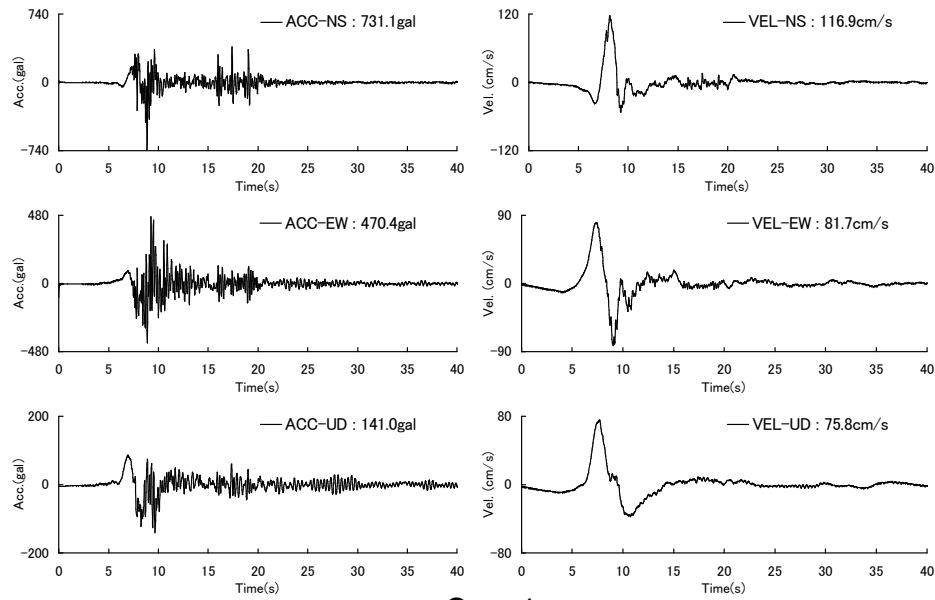 740
0
-740
Acc.(gal)
ACC-NS : 731.1gal
0 5 10 15 20 25 30 35 40
Time(s)
120
0
-120
Vel. (cm/s)
VEL-NS : 116.9cm/s
0 5 10 15 20 25 30 35 40
Time(s)
480
0
-480
Acc.(gal)
ACC-EW : 470.4gal
0 5 10 15 20 25 30 35 40
Time(s)
90
0
-90
Vel. (cm/s)
VEL-EW : 81.7cm/s
0 5 10 15 20 25 30 35 40
Time(s)
200
0
-200
Acc.(gal)
ACC-UD : 141.0gal
0 5 10 15 20 25 30 35 40
Time(s)
80
0
-80
Vel. (cm/s)
VEL-UD : 75.8cm/s
0 5 10 15 20 25 30 35 40
Time(s)